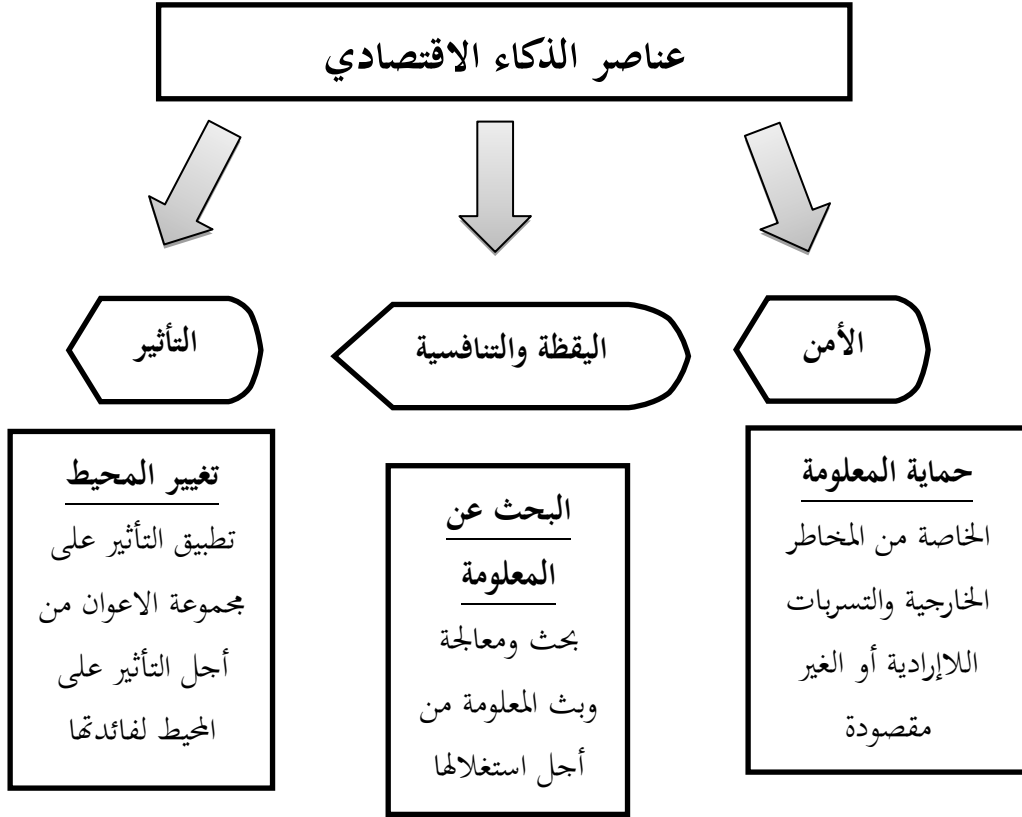 عناصر الذكاء الاقتصادي
الأمن
اليقظة والتنافسية
التأثير
حماية المعلومة
الخاصة من المخاطر
الخارجية والتسربات
اللاإرادية أو الغير
مقصودة
البحث عن
المعلومة
بحث ومعالجة
وبث المعلومة من
أجل استغلالها
تغيير المحيط
تطبيق التأثير على
مجموعة الاعوان من
أجل التأثير على
المحيط لفائدتها